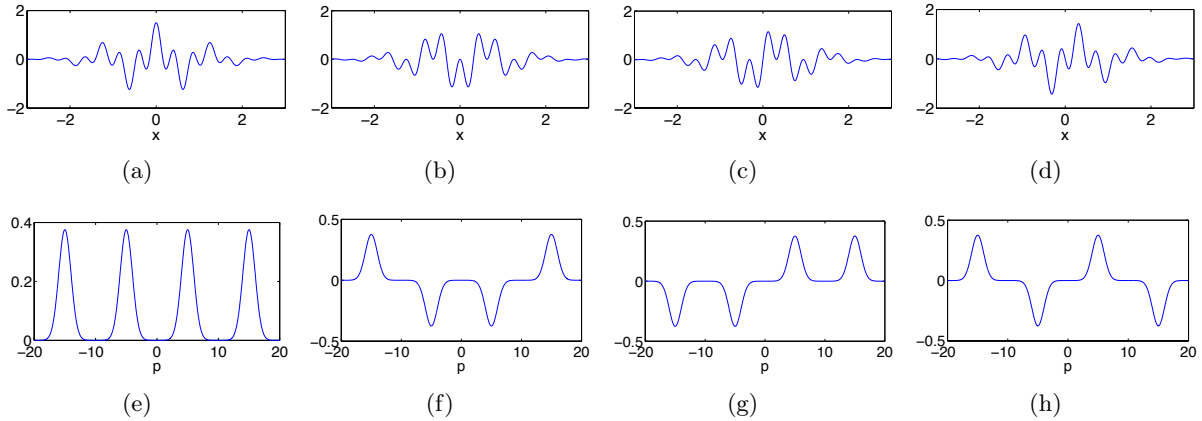 2 2 2 2
0 0 0 0
−2 −2 −2 −2
−2 0 2 −2 0 2 −2 0 2 −2 0 2
x x x x
(a) (b) (c) (d)
0.4 0.5 0.5 0.5
0.2 0 0 0
0 −0.5 −0.5 −0.5
−20 −10 0 10 20 −20 −10 0 10 20 −20 −10 0 10 20 −20 −10 0 10 20
p p p p
(e) (f) (g) (h)